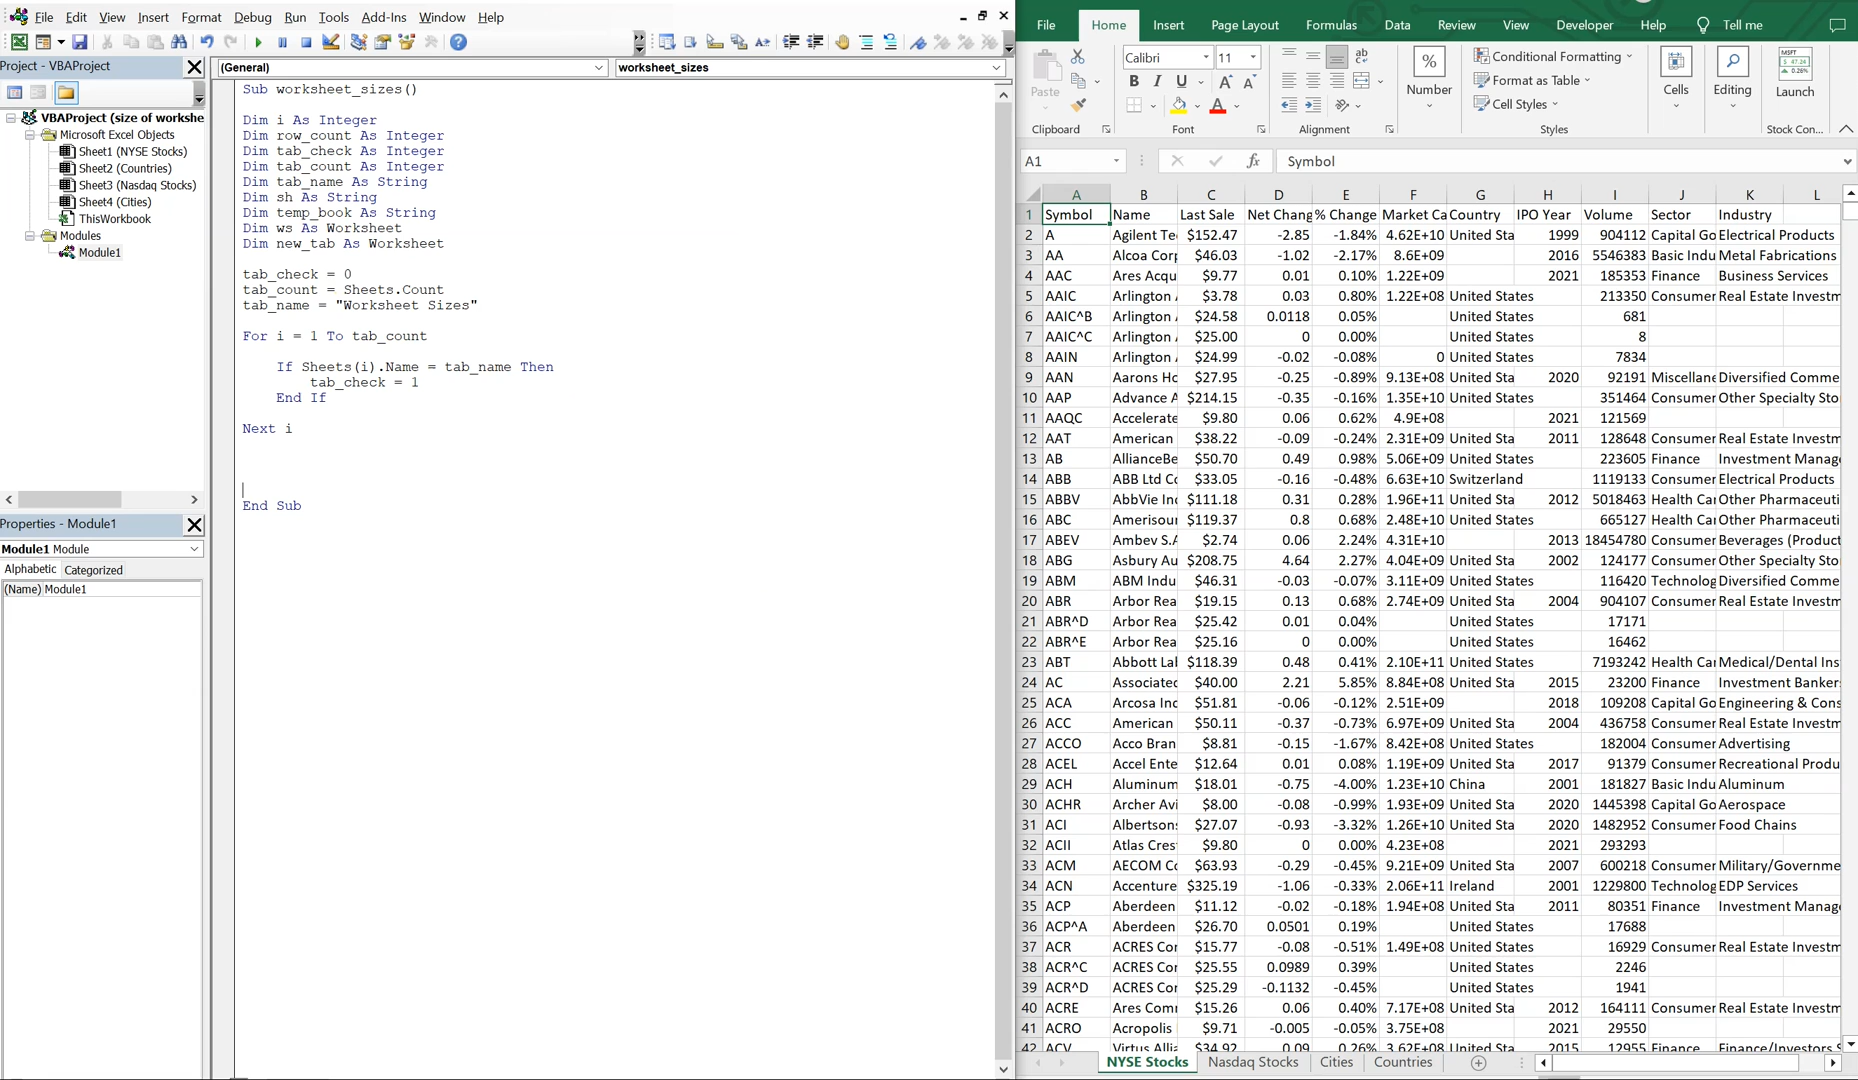 File Edit View Insert Format Debug Run Tools Add-Ins Window Help
Project - VBAProject
VBAProject (size of workshe
Microsoft Excel Objects
Sheet1 (NYSE Stocks)
Sheet2 (Countries)
Sheet3 (Nasdaq Stocks)
Sheet4 (Cities)
ThisWorkbook
Modules
Module1
Properties - Module1
Module1 Module
Alphabetic Categorized
(Name) Module1
(General) worksheet_sizes
Sub worksheet_sizes()
Dim i As Integer
Dim row_count As Integer
Dim tab_check As Integer
Dim tab_count As Integer
Dim tab_name As String
Dim sh As String
Dim temp_book As String
Dim ws As Worksheet
Dim new_tab As Worksheet
tab_check = 0
tab_count = Sheets.Count
tab_name = "Worksheet Sizes"
For i = 1 To tab_count
If Sheets(i).Name = tab_name Then
tab_check = 1
End If
Next i
End Sub
File Home Insert Page Layout Formulas Data Review View Developer Help Tell me
Paste Calibri 11 Number Conditional Formatting Cells Editing MSFT 47.24 0.26% Launch
B I U A A Format as Table
A Cell Styles
Clipboard Font Alignment Styles Stock Con...
A1 fx Symbol
A B C D E F G H I J K L
1 Symbol Name Last Sale Net Chang % Change Market Ca Country IPO Year Volume Sector Industry
2 A Agilent Te $152.47 -2.85 -1.84% 4.62E+10 United Sta 1999 904112 Capital Go Electrical Products
3 AA Alcoa Corp $46.03 -1.02 -2.17% 8.6E+09 2016 5546383 Basic Indu Metal Fabrications
4 AAC Ares Acqu $9.77 0.01 0.10% 1.22E+09 2021 185353 Finance Business Services
5 AAIC Arlington $3.78 0.03 0.80% 1.22E+08 United States 213350 Consumer Real Estate Investm
6 AAIC^B Arlington $24.58 0.0118 0.05% United States 681
7 AAIC^C Arlington $25.00 0 0.00% United States 8
8 AAIN Arlington $24.99 -0.02 -0.08% 0 United States 7834
9 AAN Aarons Ho $27.95 -0.25 -0.89% 9.13E+08 United Sta 2020 92191 Miscellane Diversified Comme
10 AAP Advance A $214.15 -0.35 -0.16% 1.35E+10 United States 351464 Consumer Other Specialty Sto
11 AAQC Accelerate $9.80 0.06 0.62% 4.9E+08 2021 121569
12 AAT American $38.22 -0.09 -0.24% 2.31E+09 United Sta 2011 128648 Consumer Real Estate Investm
13 AB AllianceBe $50.70 0.49 0.98% 5.06E+09 United States 223605 Finance Investment Manag
14 ABB ABB Ltd Co $33.05 -0.16 -0.48% 6.63E+10 Switzerland 1119133 Consumer Electrical Products
15 ABBV AbbVie Inc $111.18 0.31 0.28% 1.96E+11 United Sta 2012 5018463 Health Car Other Pharmaceuti
16 ABC Amerisour $119.37 0.8 0.68% 2.48E+10 United States 665127 Health Car Other Pharmaceuti
17 ABEV Ambev S.A $2.74 0.06 2.24% 4.31E+10 2013 18454780 Consumer Beverages (Product
18 ABG Asbury Au $208.75 4.64 2.27% 4.04E+09 United Sta 2002 124177 Consumer Other Specialty Sto
19 ABM ABM Indu $46.31 -0.03 -0.07% 3.11E+09 United States 116420 Technolog Diversified Comme
20 ABR Arbor Rea $19.15 0.13 0.68% 2.74E+09 United Sta 2004 904107 Consumer Real Estate Investm
21 ABR^D Arbor Rea $25.42 0.01 0.04% United States 17171
22 ABR^E Arbor Rea $25.16 0 0.00% United States 16462
23 ABT Abbott Lal $118.39 0.48 0.41% 2.10E+11 United States 7193242 Health Car Medical/Dental Ins
24 AC Associated $40.00 2.21 5.85% 8.84E+08 United Sta 2015 23200 Finance Investment Banker
25 ACA Arcosa Inc $51.81 -0.06 -0.12% 2.51E+09 2018 109208 Capital Go Engineering & Cons
26 ACC American $50.11 -0.37 -0.73% 6.97E+09 United Sta 2004 436758 Consumer Real Estate Investm
27 ACCO Acco Bran $8.81 -0.15 -1.67% 8.42E+08 United States 182004 Consumer Advertising
28 ACEL Accel Ente $12.64 0.01 0.08% 1.19E+09 United Sta 2017 91379 Consumer Recreational Produ
29 ACH Aluminum $18.01 -0.75 -4.00% 1.23E+10 China 2001 181827 Basic Indu Aluminum
30 ACHR Archer Avi $8.00 -0.08 -0.99% 1.93E+09 United Sta 2020 1445398 Capital Go Aerospace
31 ACI Albertson $27.07 -0.93 -3.32% 1.26E+10 United Sta 2020 1482952 Consumer Food Chains
32 ACII Atlas Cres $9.80 0 0.00% 4.23E+08 2021 293293
33 ACM AECOM Co $63.93 -0.29 -0.45% 9.21E+09 United Sta 2007 600218 Consumer Military/Governme
34 ACN Accenture $325.19 -1.06 -0.33% 2.06E+11 Ireland 2001 1229800 Technolog EDP Services
35 ACP Aberdeen $11.12 -0.02 -0.18% 1.94E+08 United Sta 2011 80351 Finance Investment Manag
36 ACP^A Aberdeen $26.70 0.0501 0.19% United States 17688
37 ACR ACRES Cor $15.77 -0.08 -0.51% 1.49E+08 United States 16929 Consumer Real Estate Investm
38 ACR^C ACRES Cor $25.55 0.0989 0.39% United States 2246
39 ACR^D ACRES Cor $25.29 -0.1132 -0.45% United States 1941
40 ACRE Ares Com $15.26 0.06 0.40% 7.17E+08 United Sta 2012 164111 Consumer Real Estate Investm
41 ACRO Acropolis $9.71 -0.005 -0.05% 3.75E+08 2021 29550
42 ACV Virtus Alli $34.92 0.09 0.26% 3.62E+08 United Sta 2015 12955 Finance Finance/Investors S
NYSE Stocks Nasdaq Stocks Cities Countries